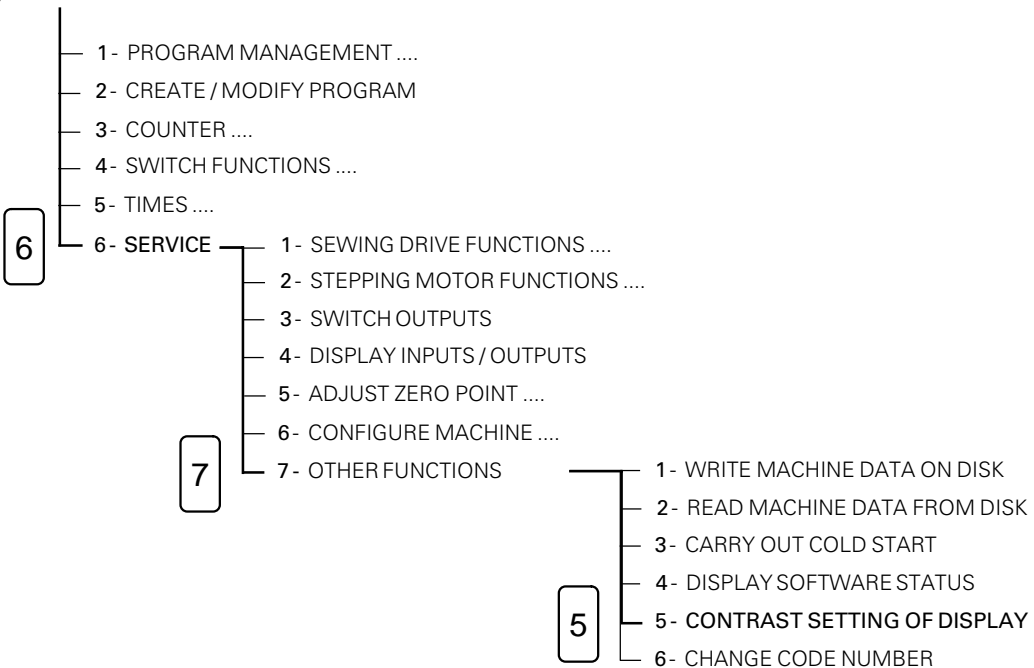 1 - PROGRAM MANAGEMENT ....
2 - CREATE / MODIFY PROGRAM
3 - COUNTER ....
4 - SWITCH FUNCTIONS ....
5 - TIMES ....
6
6 - SERVICE
1 - SEWING DRIVE FUNCTIONS ....
2 - STEPPING MOTOR FUNCTIONS ....
3 - SWITCH OUTPUTS
4 - DISPLAY INPUTS / OUTPUTS
5 - ADJUST ZERO POINT ....
6 - CONFIGURE MACHINE ....
7
7 - OTHER FUNCTIONS
1 - WRITE MACHINE DATA ON DISK
2 - READ MACHINE DATA FROM DISK
3 - CARRY OUT COLD START
4 - DISPLAY SOFTWARE STATUS
5
5 - CONTRAST SETTING OF DISPLAY
6 - CHANGE CODE NUMBER